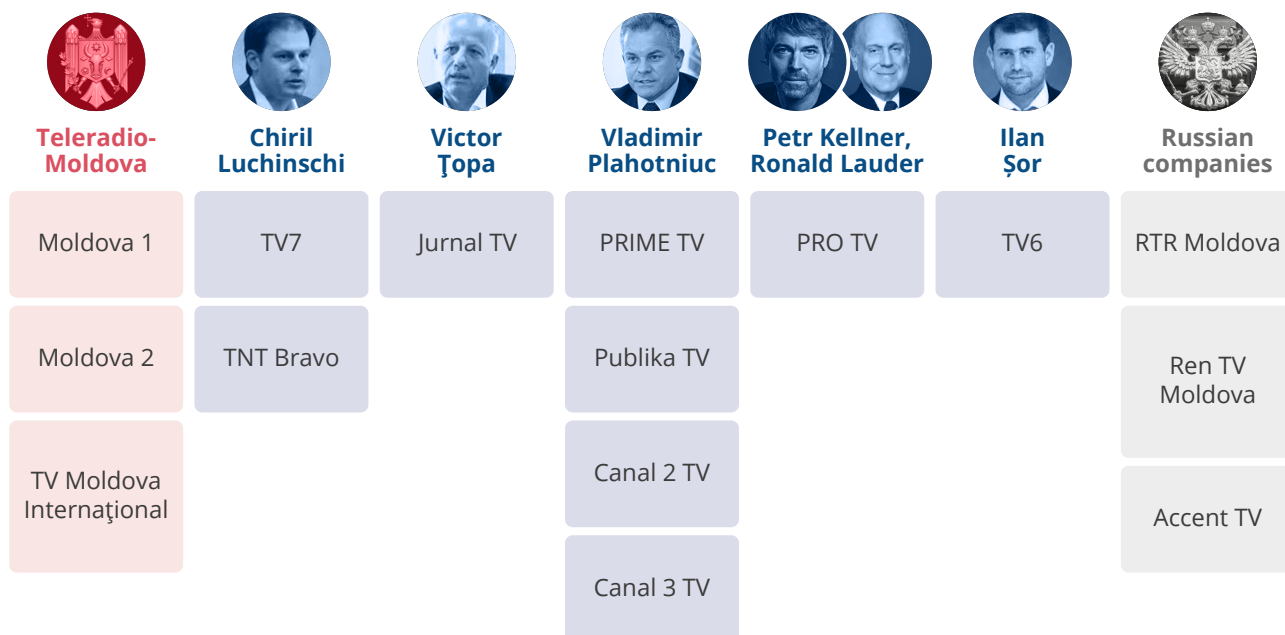 Teleradio-
Moldova
Chiril
Luchinschi
Victor
Ţopa
Vladimir
Plahotniuc
Petr Kellner,
Ronald Lauder
Ilan
Șor
Russian
companies
Moldova 1
TV7
Jurnal TV
PRIME TV
PRO TV
TV6
RTR Moldova
Moldova 2
TNT Bravo
Publika TV
Ren TV
Moldova
TV Moldova
Internaţional
Canal 2 TV
Accent TV
Canal 3 TV